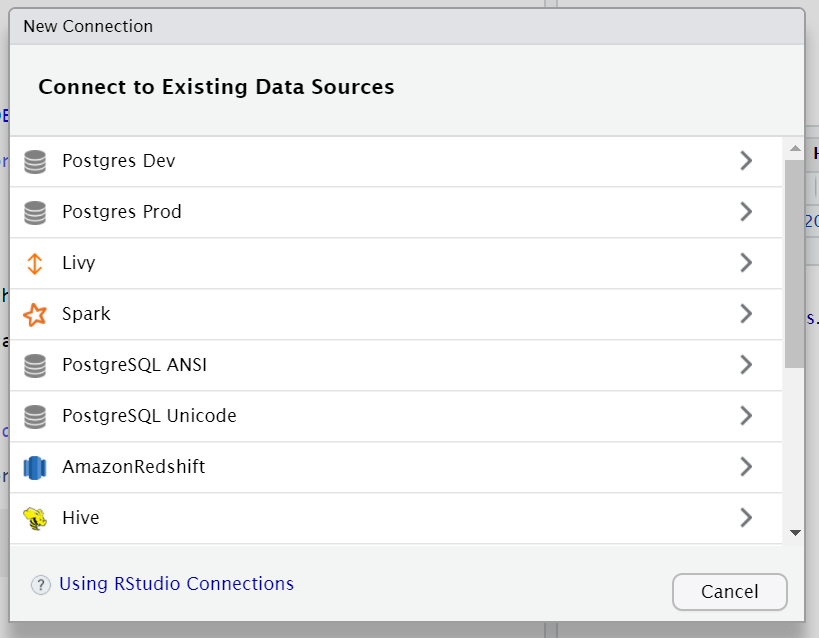 New Connection
Connect to Existing Data Sources
Postgres Dev
Postgres Prod
Livy
Spark
PostgreSQL ANSI
PostgreSQL Unicode
AmazonRedshift
Hive
? Using RStudio Connections
Cancel